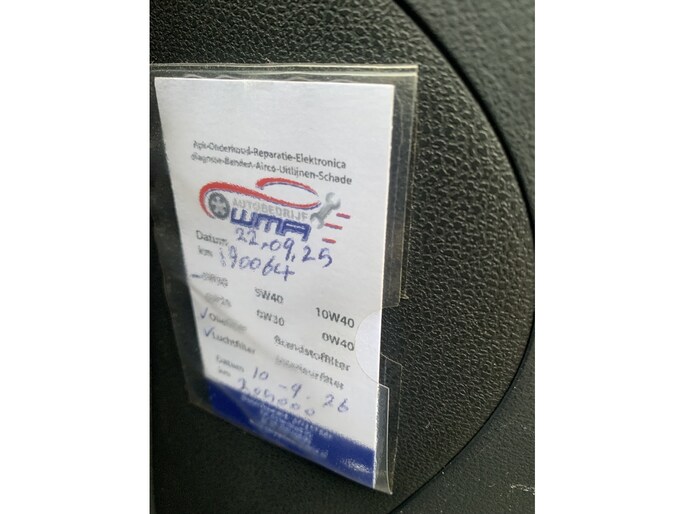 Apk-Onderhoud-Reparatie-Elektronica
diagnose-Banden-Airco-Uitlijnen-Schade
AUTOBEDRIJF
WMA
Datum 22.09.25
km 190064
5W30 5W40 10W40
0W30 0W40
✓Oliefilter Brandstoffilter
✓Luchtfilter Interieurfilter
Datum 10-9.26
km